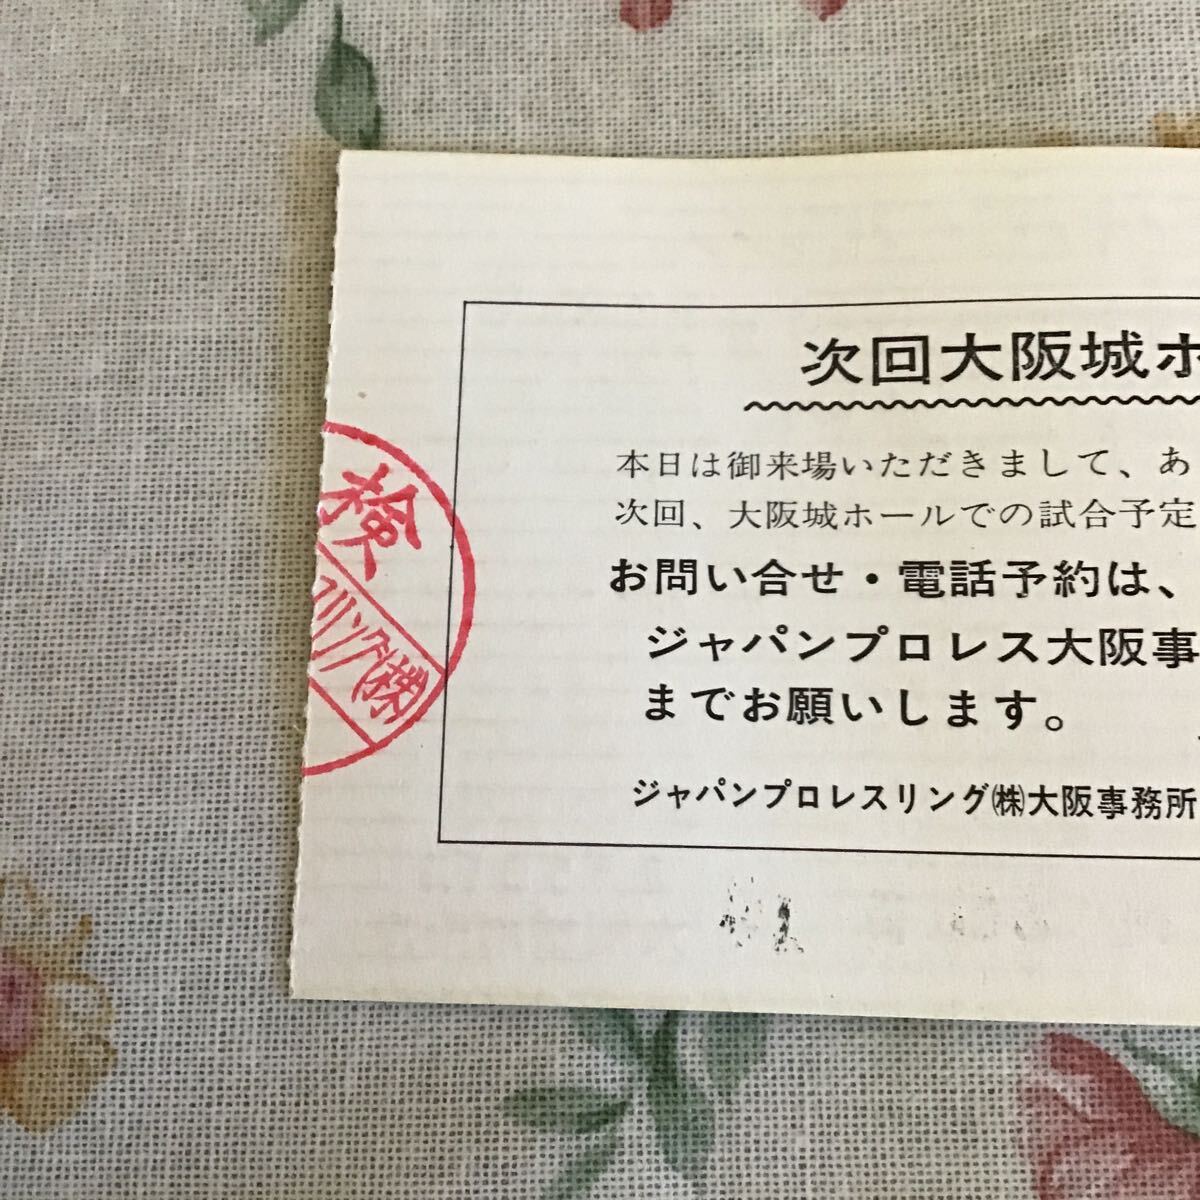 次回大阪城ホ
本日は御来場いただきまして、あ
次回、大阪城ホールでの試合予定
お問い合せ・電話予約は、
ジャパンプロレス大阪事
までお願いします。
ジャパンプロレスリング㈱大阪事務所
検
リング㈱